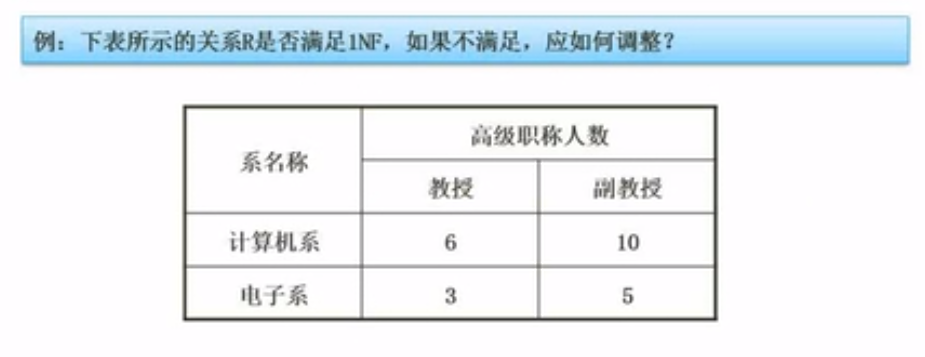 例：下表所示的关系R是否满足1NF，如果不满足，应如何调整？
系名称 高级职称人数
教授 副教授
计算机系 6 10
电子系 3 5